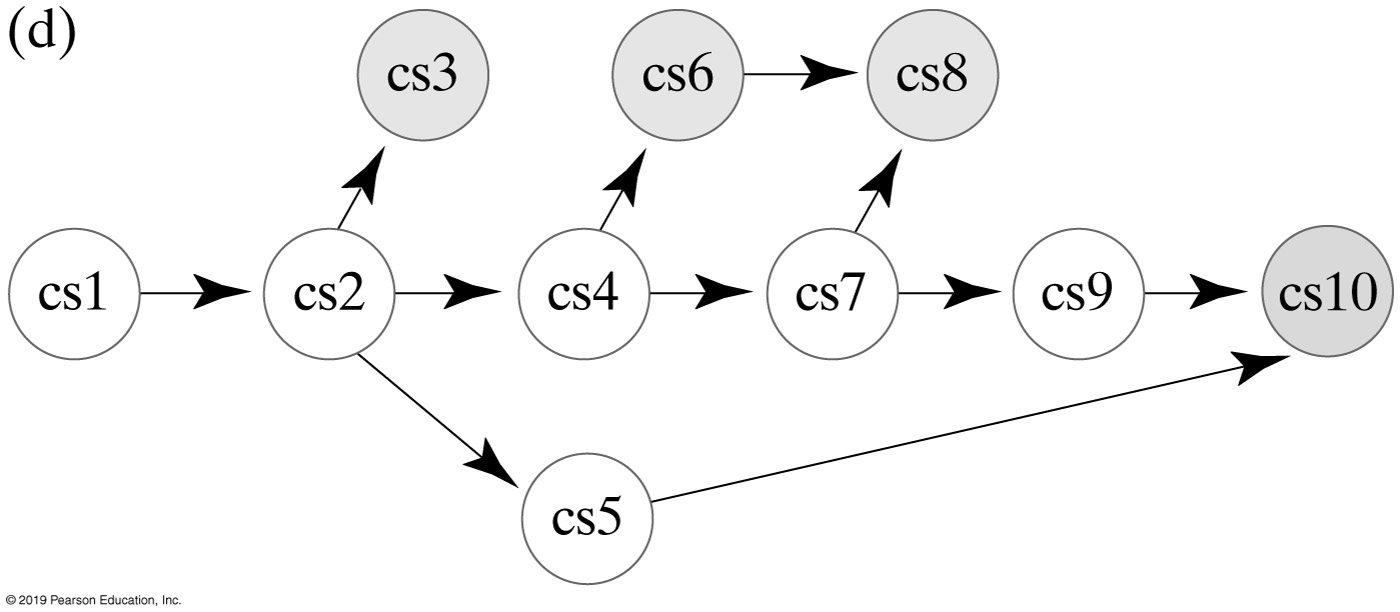 (d)
cs3
cs6
cs8
cs1
cs2
cs4
cs7
cs9
cs10
cs5
© 2019 Pearson Education, Inc.